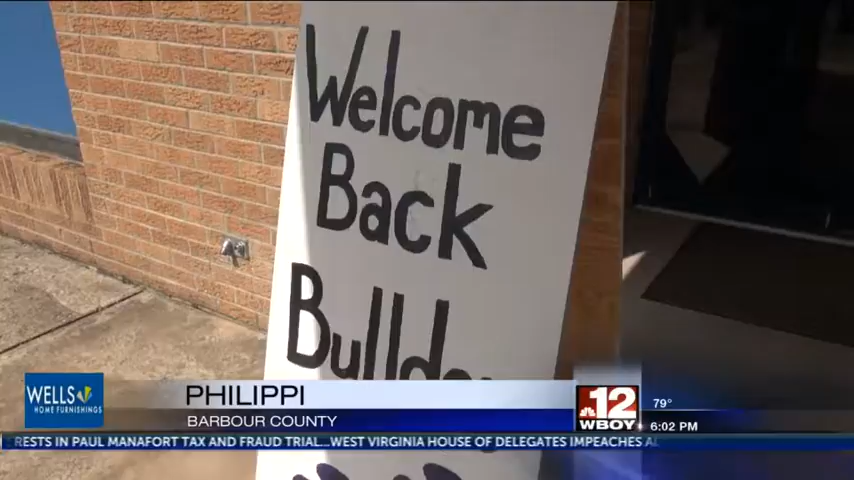 Welcome
Back
WELLS
HOME FURNISHINGS
PHILIPPI
BARBOUR COUNTY
12
WBOY
79°
6:02 PM
RESTS IN PAUL MANAFORT TAX AND FRAUD TRIAL...WEST VIRGINIA HOUSE OF DELEGATES IMPEACHES